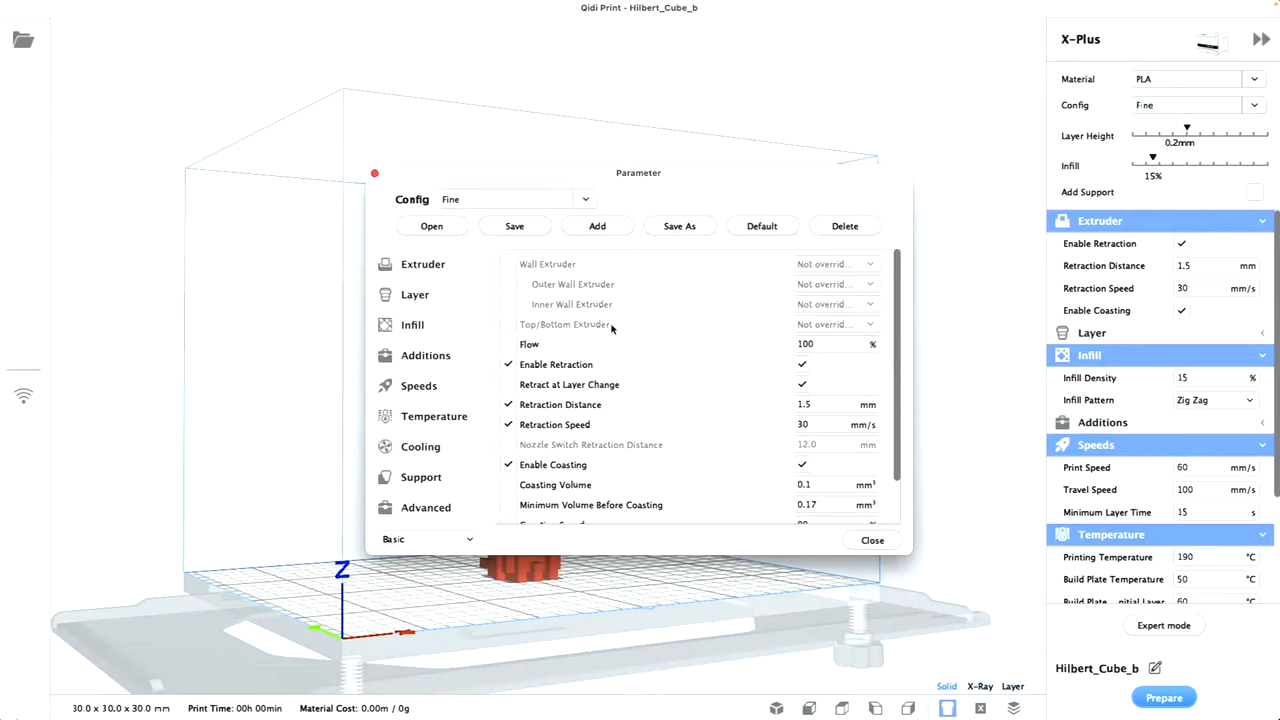 Qidi Print - Hilbert_Cube_b
X-Plus
Material PLA
Config Fine
Layer Height
0.2mm
Infill
15%
Add Support
Extruder
Enable Retraction
Retraction Distance 1.5 mm
Retraction Speed 30 mm/s
Enable Coasting
Layer
Infill
Infill Density 15 %
Infill Pattern Zig Zag
Additions
Speeds
Print Speed 60 mm/s
Travel Speed 100 mm/s
Minimum Layer Time 15 s
Temperature
Printing Temperature 190 °C
Build Plate Temperature 50 °C
Build Plate ...nitial Layer 60 °C
Expert mode
Hilbert_Cube_b
Prepare
Parameter
Config Fine
Open Save Add Save As Default Delete
Extruder
Layer
Infill
Additions
Speeds
Temperature
Cooling
Support
Advanced
Basic
Wall Extruder Not overrid...
Outer Wall Extruder Not overrid...
Inner Wall Extruder Not overrid...
Top/Bottom Extruder Not overrid...
Flow 100 %
Enable Retraction
Retract at Layer Change
Retraction Distance 1.5 mm
Retraction Speed 30 mm/s
Nozzle Switch Retraction Distance 12.0 mm
Enable Coasting
Coasting Volume 0.1 mm³
Minimum Volume Before Coasting 0.17 mm³
Close
Z
Solid X-Ray Layer
30.0 x 30.0 x 30.0 mm Print Time: 00h 00min Material Cost: 0.00m / 0g